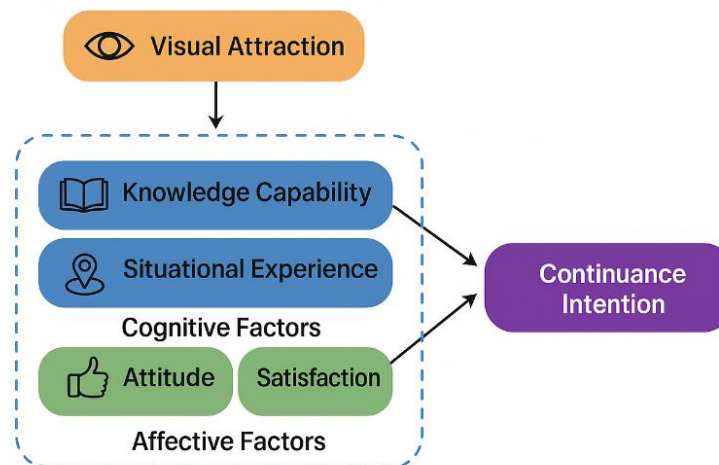 Visual Attraction
Knowledge Capability
Situational Experience
Cognitive Factors
Attitude
Satisfaction
Affective Factors
Continuance
Intention